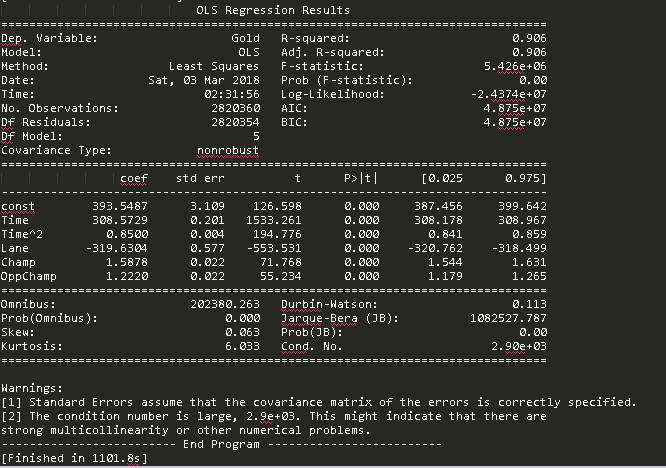 OLS Regression Results
==============================================================================
Dep. Variable: Gold R-squared: 0.906
Model: OLS Adj. R-squared: 0.906
Method: Least Squares F-statistic: 5.426e+06
Date: Sat, 03 Mar 2018 Prob (F-statistic): 0.00
Time: 02:31:56 Log-Likelihood: -2.4374e+07
No. Observations: 2820360 AIC: 4.875e+07
Df Residuals: 2820354 BIC: 4.875e+07
Df Model: 5
Covariance Type: nonrobust
==============================================================================
coef std err t P>|t| [0.025 0.975]
------------------------------------------------------------------------------
const 393.5487 3.109 126.598 0.000 387.456 399.642
Time 308.5729 0.201 1533.261 0.000 308.178 308.967
Time^2 0.8500 0.004 194.776 0.000 0.841 0.859
Lane -319.6304 0.577 -553.531 0.000 -320.762 -318.499
Champ 1.5878 0.022 71.768 0.000 1.544 1.631
OppChamp 1.2220 0.022 55.234 0.000 1.179 1.265
==============================================================================
Omnibus: 202380.263 Durbin-Watson: 0.113
Prob(Omnibus): 0.000 Jarque-Bera (JB): 1082527.787
Skew: 0.063 Prob(JB): 0.00
Kurtosis: 6.033 Cond. No. 2.90e+03
==============================================================================
Warnings:
[1] Standard Errors assume that the covariance matrix of the errors is correctly specified.
[2] The condition number is large, 2.9e+03. This might indicate that there are
strong multicollinearity or other numerical problems.
------------------------- End Program -------------------------
[Finished in 1101.8s]